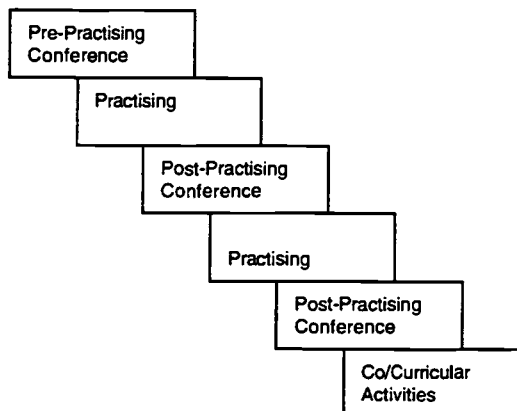 Pre-Practising
Conference
Practising
Post-Practising
Conference
Practising
Post-Practising
Conference
Co/Curricular
Activities